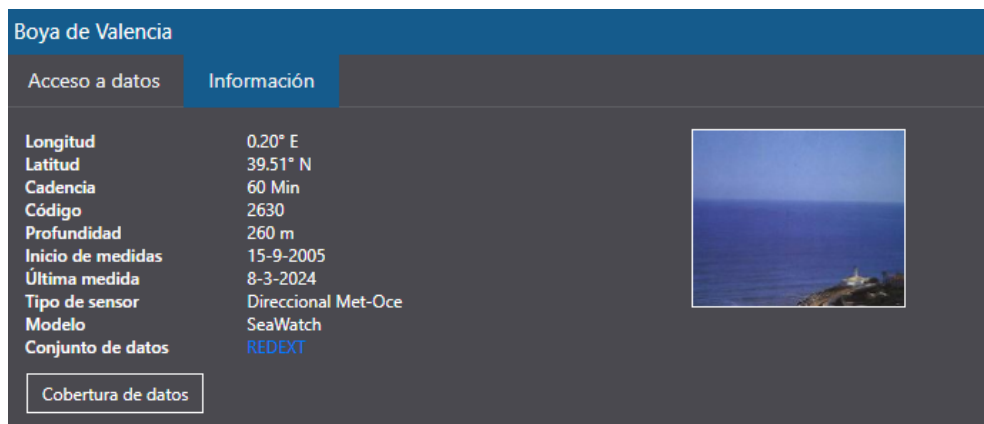 Boya de Valencia
Acceso a datos Información
Longitud 0.20° E
Latitud 39.51° N
Cadencia 60 Min
Código 2630
Profundidad 260 m
Inicio de medidas 15-9-2005
Última medida 8-3-2024
Tipo de sensor Direccional Met-Oce
Modelo SeaWatch
Conjunto de datos REDEXT
Cobertura de datos